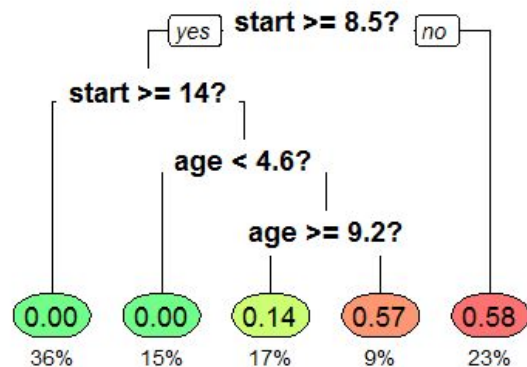 yes start >= 8.5? no
start >= 14?
age < 4.6?
age >= 9.2?
0.00 0.00 0.14 0.57 0.58
36% 15% 17% 9% 23%